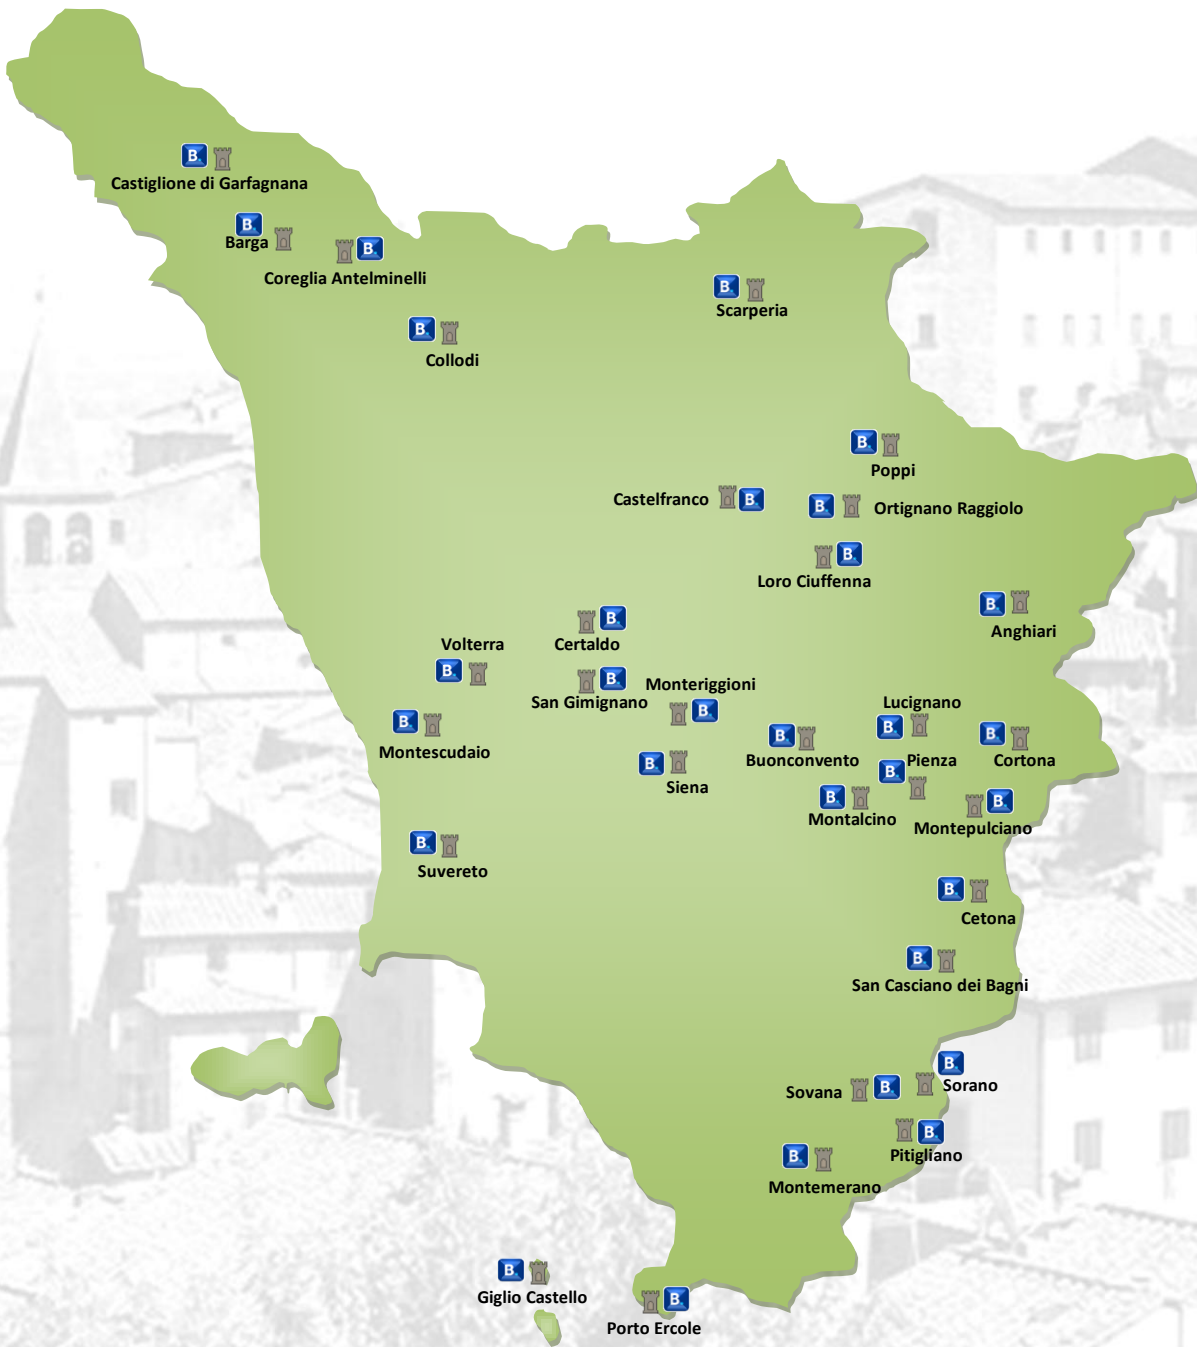 B.
Castiglione di Garfagnana
B.
Barga
B.
Coreglia Antelminelli
B.
Scarperia
B.
Collodi
B.
Poppi
Castelfranco
B.
B.
Ortignano Raggiolo
B.
Loro Ciuffenna
B.
Anghiari
B.
Certaldo
Volterra
B.
B.
San Gimignano
Monteriggioni
B.
Lucignano
B.
B.
Montescudaio
B.
Buonconvento
B.
Cortona
Pienza
B.
B.
Siena
B.
Montalcino
B.
Montepulciano
B.
Suvereto
B.
Cetona
B.
San Casciano dei Bagni
B.
Sorano
Sovana
B.
B.
Pitigliano
B.
Montemerano
B.
Giglio Castello
B.
Porto Ercole